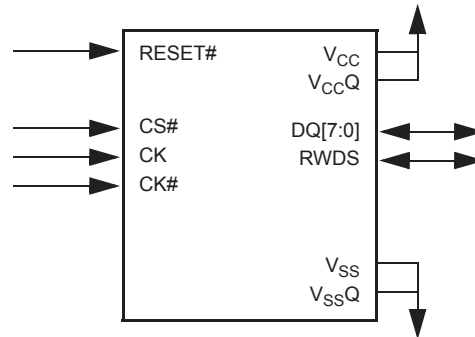 RESET#
CS#
CK
CK#
VCC
VCCQ
DQ[7:0]
RWDS
VSS
VSSQ